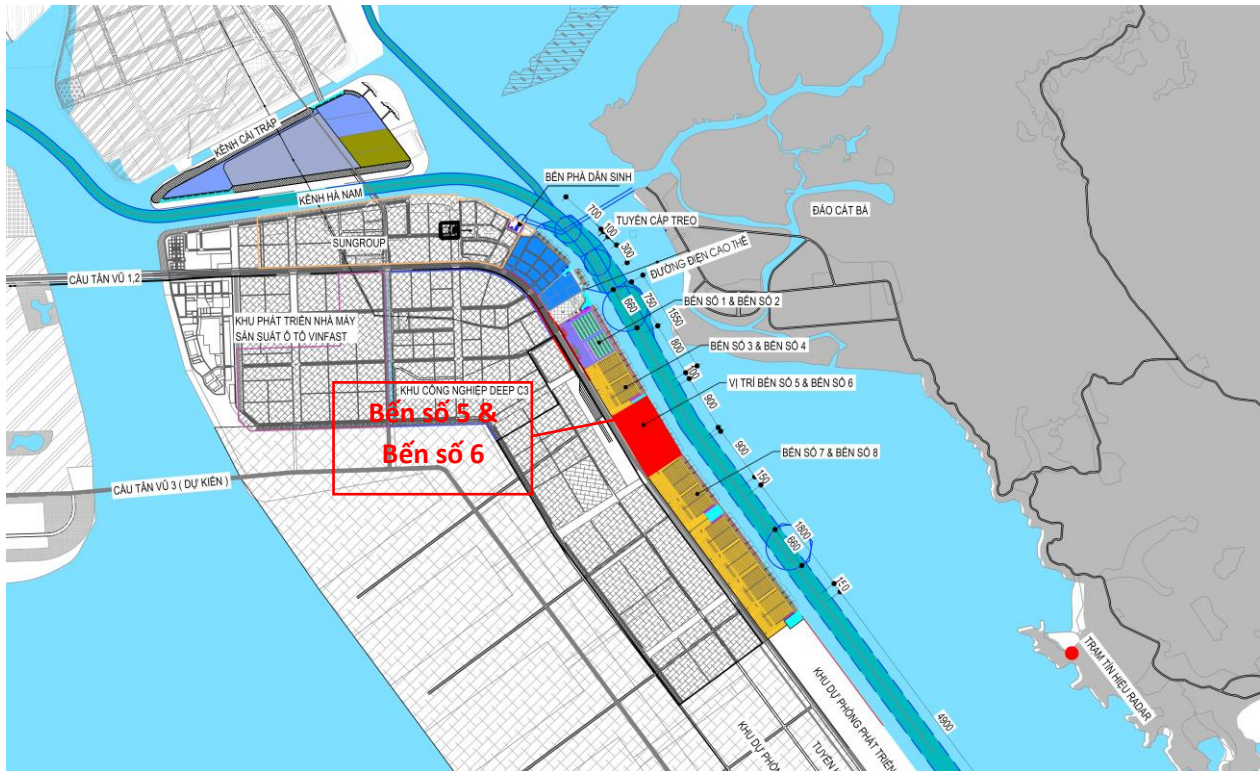 KÊNH CÁI TRÁP
BẾN PHÀ DÂN SINH
KÊNH HÀ NAM
700
100
300
TUYẾN CÁP TREO
ĐẢO CÁT BÀ
SUNGROUP
ĐƯỜNG ĐIỆN CAO THẾ
CẦU TÂN VŨ 1,2
660
750
1550
800
BẾN SỐ 1 & BẾN SỐ 2
KHU PHÁT TRIỂN NHÀ MÁY
SẢN SUẤT Ô TÔ VINFAST
BẾN SỐ 3 & BẾN SỐ 4
VỊ TRÍ BẾN SỐ 5 & BẾN SỐ 6
KHU CÔNG NGHIỆP DEEP C3
Bến số 5 &
Bến số 6
900
900
150
BẾN SỐ 7 & BẾN SỐ 8
CẦU TÂN VŨ 3 ( DỰ KIẾN )
1800
660
150
TRẠM TÍN HIỆU RADAR
KHU DỰ PHÒNG PHÁT TRIỂN
4900
KHU DỰ PHÒN
TUYẾN